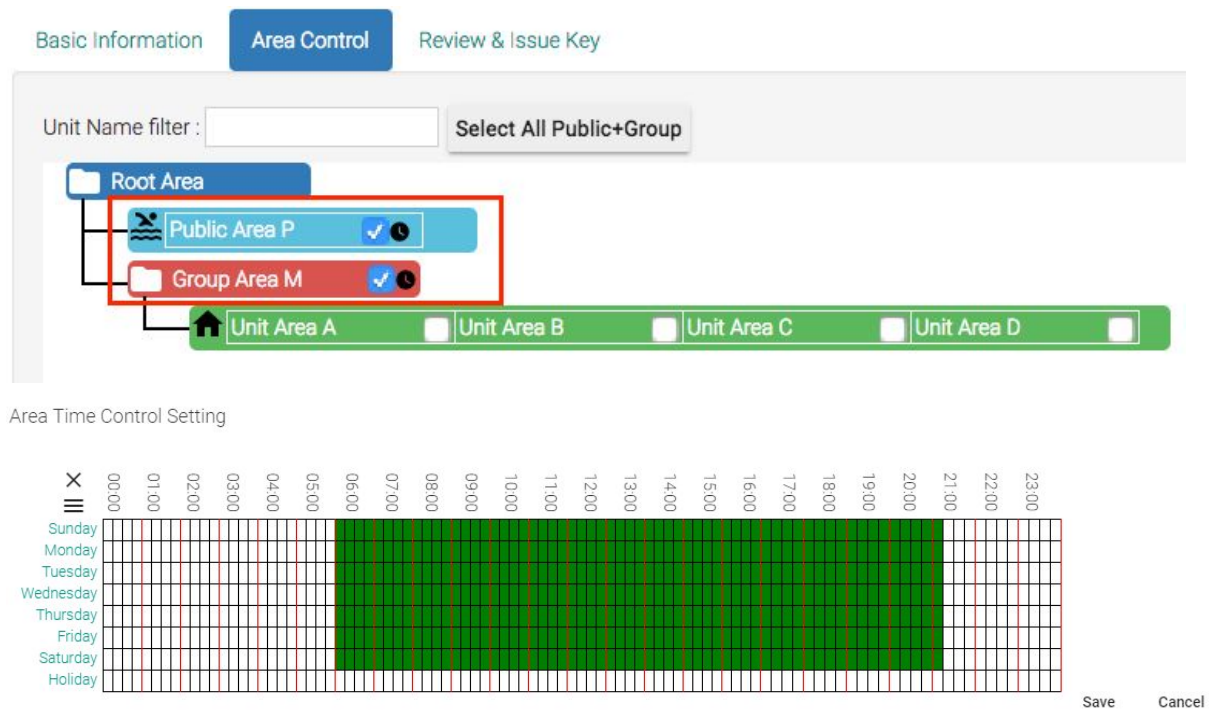 Basic Information Area Control Review & Issue Key
Unit Name filter : Select All Public+Group
Root Area
Public Area P
Group Area M
Unit Area A Unit Area B Unit Area C Unit Area D
Area Time Control Setting
00:00 01:00 02:00 03:00 04:00 05:00 06:00 07:00 08:00 09:00 10:00 11:00 12:00 13:00 14:00 15:00 16:00 17:00 18:00 19:00 20:00 21:00 22:00 23:00
Sunday
Monday
Tuesday
Wednesday
Thursday
Friday
Saturday
Holiday
Save Cancel